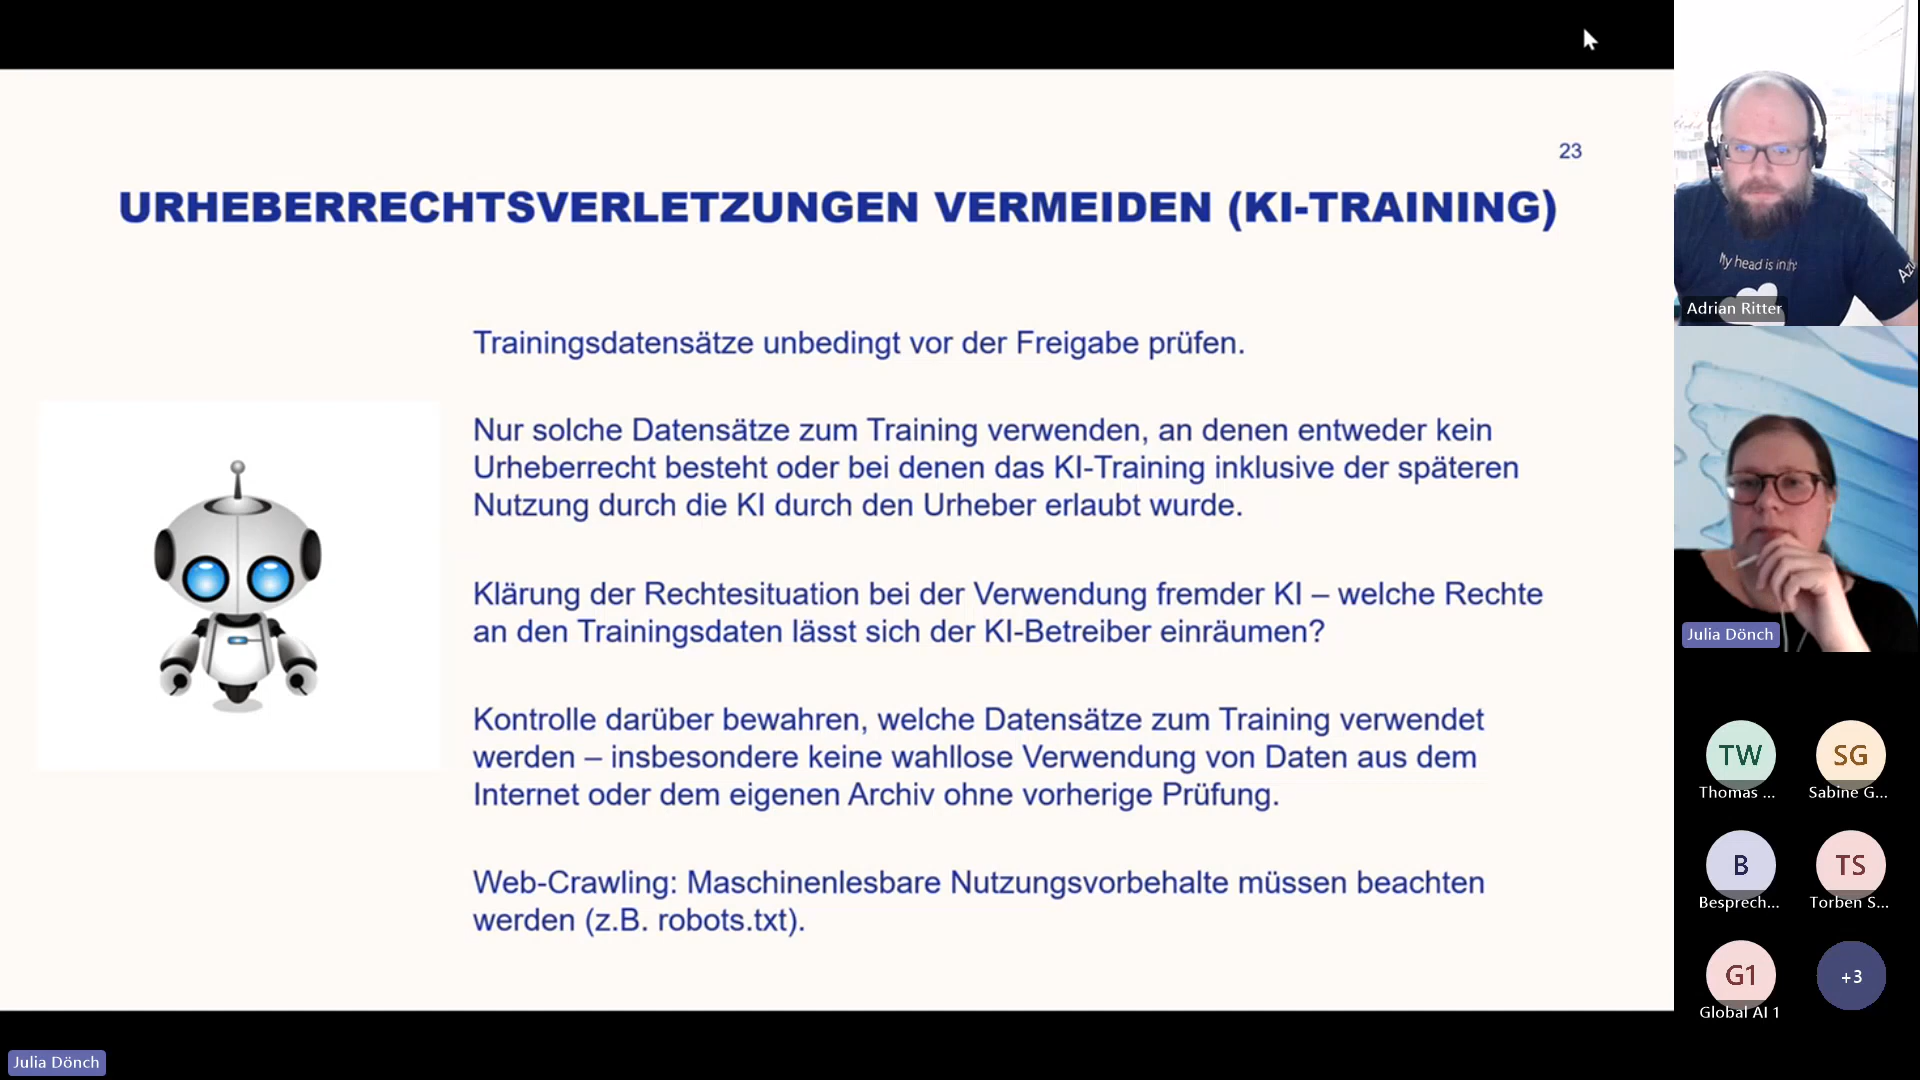 23
URHEBERRECHTSVERLETZUNGEN VERMEIDEN (KI-TRAINING)
Trainingsdatensätze unbedingt vor der Freigabe prüfen.
Nur solche Datensätze zum Training verwenden, an denen entweder kein
Urheberrecht besteht oder bei denen das KI-Training inklusive der späteren
Nutzung durch die KI durch den Urheber erlaubt wurde.
Klärung der Rechtesituation bei der Verwendung fremder KI – welche Rechte
an den Trainingsdaten lässt sich der KI-Betreiber einräumen?
Kontrolle darüber bewahren, welche Datensätze zum Training verwendet
werden – insbesondere keine wahllose Verwendung von Daten aus dem
Internet oder dem eigenen Archiv ohne vorherige Prüfung.
Web-Crawling: Maschinenlesbare Nutzungsvorbehalte müssen beachten
werden (z.B. robots.txt).
Julia Dönch
My head is in
Adrian Ritter
Julia Dönch
TW
Thomas ...
SG
Sabine G...
B
Besprech...
TS
Torben S...
G1
Global AI 1
+3